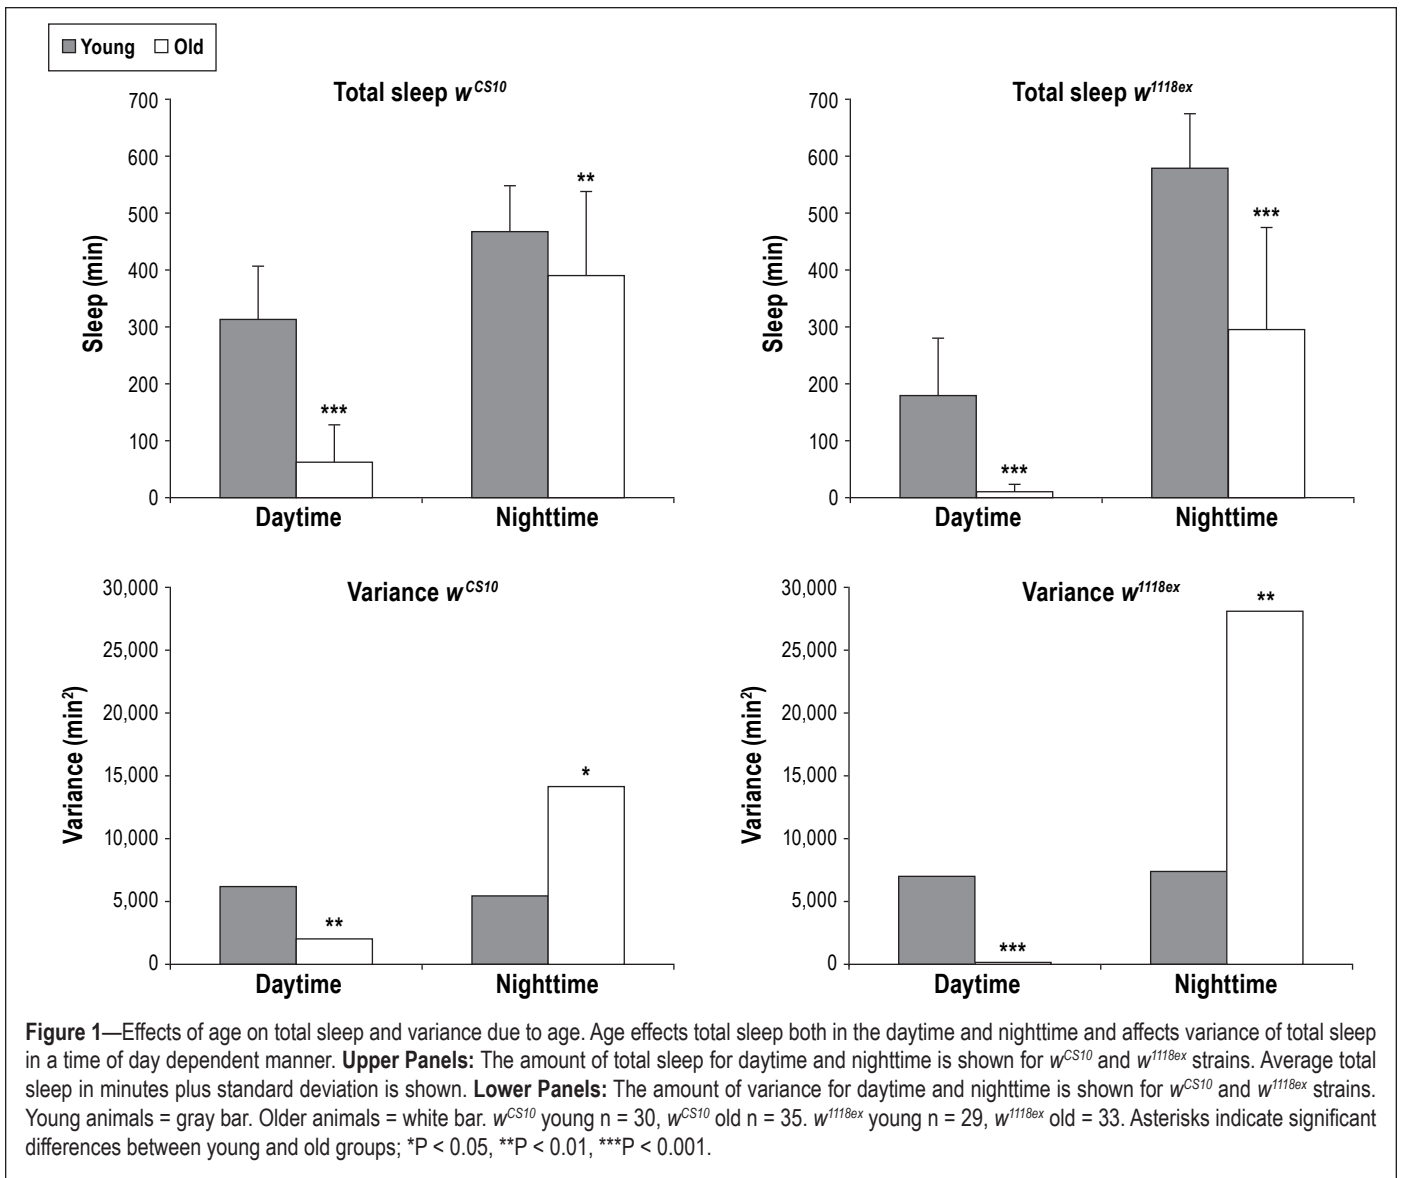 Young Old
Total sleep w^CS10
700
600
500
400
300
200
100
0
Sleep (min)
***
**
Daytime Nighttime
Total sleep w^1118ex
700
600
500
400
300
200
100
0
Sleep (min)
***
***
Daytime Nighttime
Variance w^CS10
30,000
25,000
20,000
15,000
10,000
5,000
0
Variance (min²)
**
*
Daytime Nighttime
Variance w^1118ex
30,000
25,000
20,000
15,000
10,000
5,000
0
Variance (min²)
***
**
Daytime Nighttime
Figure 1—Effects of age on total sleep and variance due to age. Age effects total sleep both in the daytime and nighttime and affects variance of total sleep
in a time of day dependent manner. Upper Panels: The amount of total sleep for daytime and nighttime is shown for w^CS10 and w^1118ex strains. Average total
sleep in minutes plus standard deviation is shown. Lower Panels: The amount of variance for daytime and nighttime is shown for w^CS10 and w^1118ex strains.
Young animals = gray bar. Older animals = white bar. w^CS10 young n = 30, w^CS10 old n = 35. w^1118ex young n = 29, w^1118ex old = 33. Asterisks indicate significant
differences between young and old groups; *P < 0.05, **P < 0.01, ***P < 0.001.